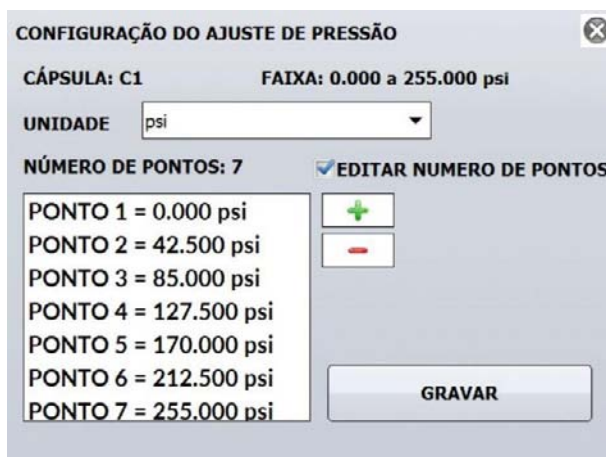 CONFIGURAÇÃO DO AJUSTE DE PRESSÃO
CÁPSULA: C1 FAIXA: 0.000 a 255.000 psi
UNIDADE psi
NÚMERO DE PONTOS: 7 EDITAR NUMERO DE PONTOS
PONTO 1 = 0.000 psi
PONTO 2 = 42.500 psi
PONTO 3 = 85.000 psi
PONTO 4 = 127.500 psi
PONTO 5 = 170.000 psi
PONTO 6 = 212.500 psi
PONTO 7 = 255.000 psi
GRAVAR